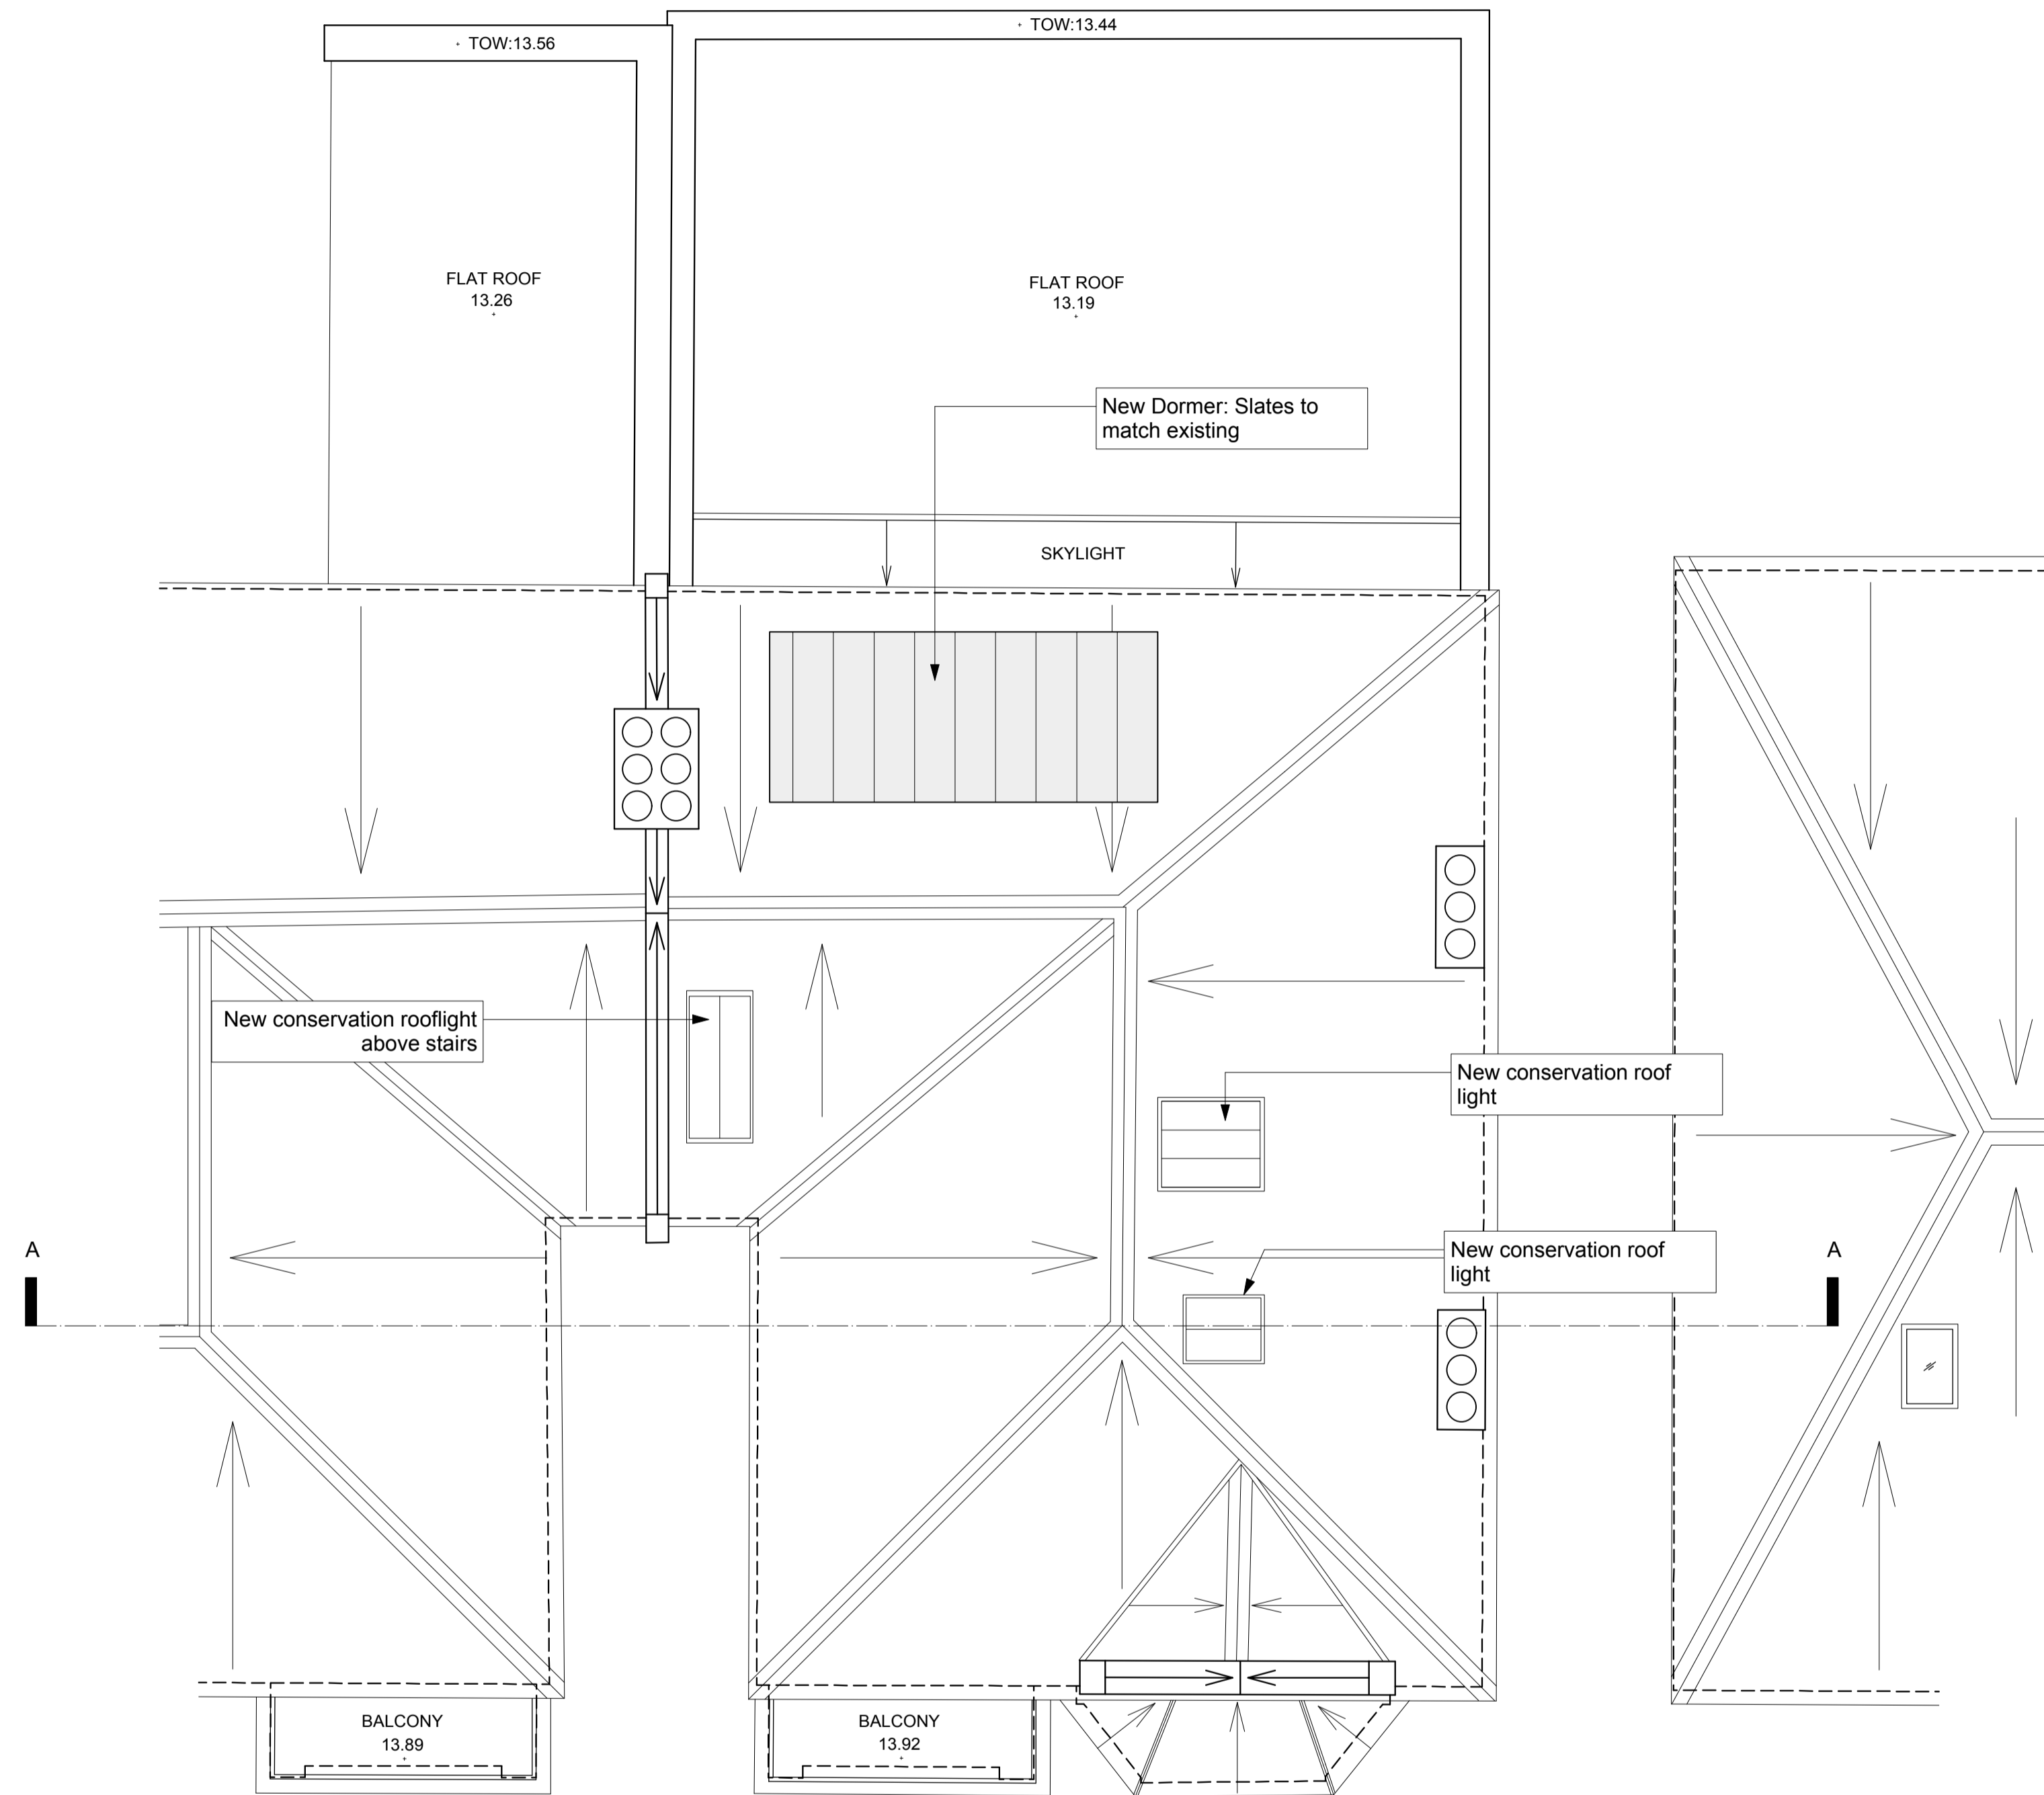 TOW:13.44
TOW:13.56
FLAT ROOF
13.26
FLAT ROOF
13.19
New Dormer: Slates to
match existing
SKYLIGHT
New conservation rooflight
above stairs
New conservation roof
light
New conservation roof
light
A
A
BALCONY
13.89
BALCONY
13.92